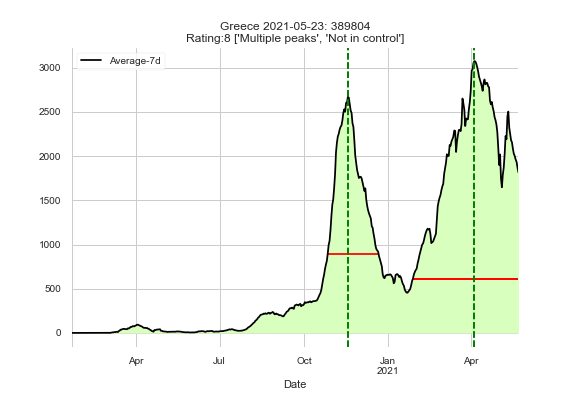 Greece 2021-05-23: 389804
Rating:8 ['Multiple peaks', 'Not in control']
Average-7d
3000
2500
2000
1500
1000
500
0
Apr Jul Oct Jan Apr
2021
Date